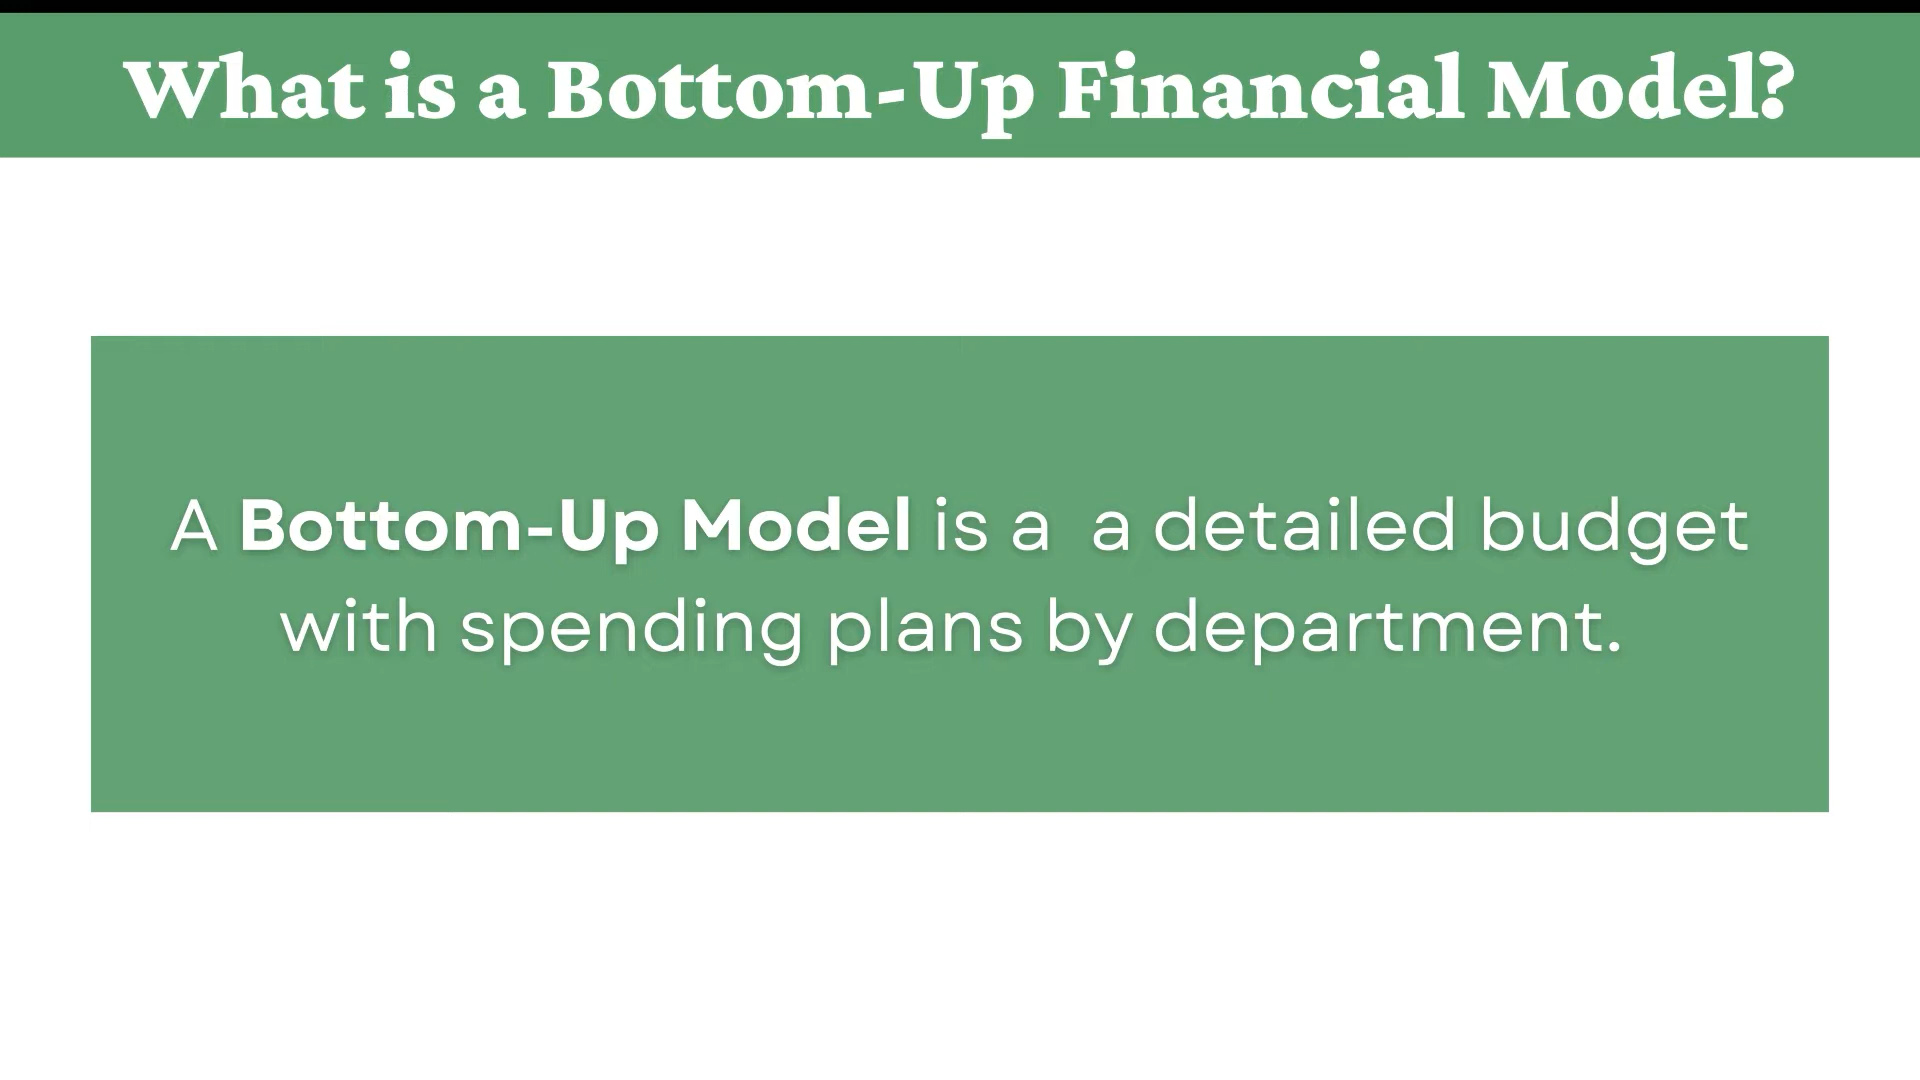 What is a Bottom-Up Financial Model?
A Bottom-Up Model is a  a detailed budget
with spending plans by department.